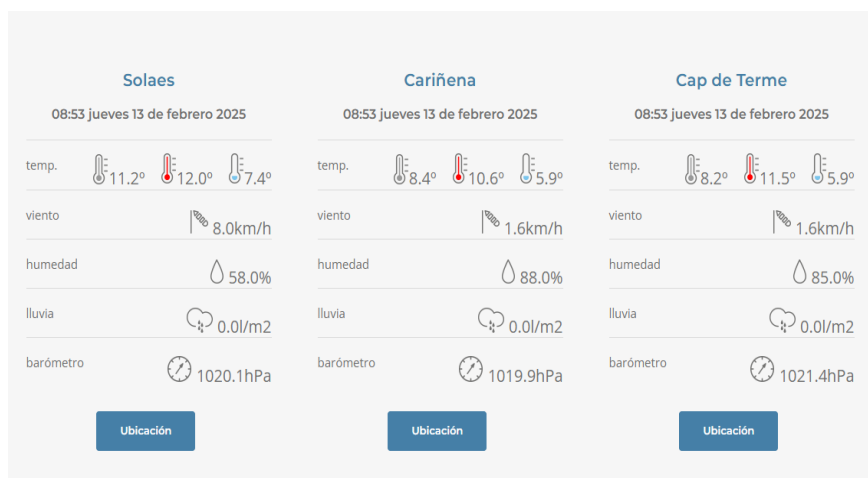 Solaes
08:53 jueves 13 de febrero 2025
temp. 11.2º 12.0º 7.4º
viento 8.0km/h
humedad 58.0%
lluvia 0.0l/m2
barómetro 1020.1hPa
Ubicación
Cariñena
08:53 jueves 13 de febrero 2025
temp. 8.4º 10.6º 5.9º
viento 1.6km/h
humedad 88.0%
lluvia 0.0l/m2
barómetro 1019.9hPa
Ubicación
Cap de Terme
08:53 jueves 13 de febrero 2025
temp. 8.2º 11.5º 5.9º
viento 1.6km/h
humedad 85.0%
lluvia 0.0l/m2
barómetro 1021.4hPa
Ubicación